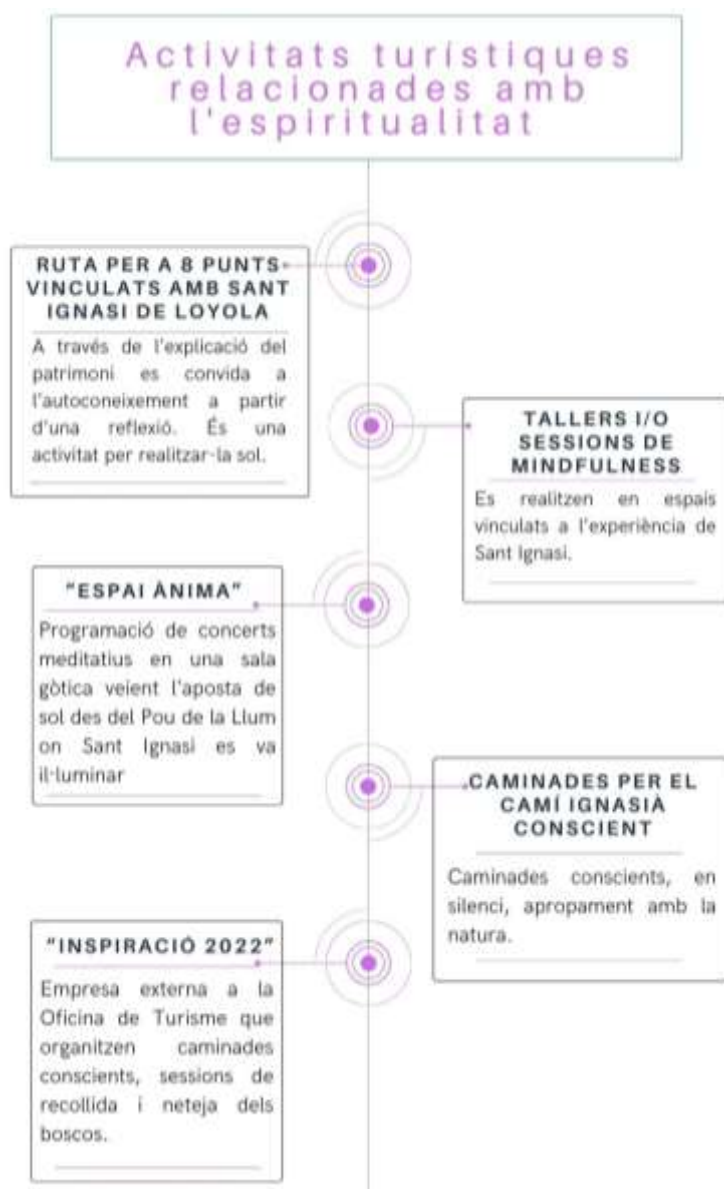 Activitats turístiques
relacionades amb
l'espiritualitat
RUTA PER A 8 PUNTS
VINCULATS AMB SANT
IGNASI DE LOYOLA
A través de l'explicació del
patrimoni es convida a
l'autoconeixement a partir
d'una reflexió. És una
activitat per realitzar-la sol.
TALLERS I/O
SESSIONS DE
MINDFULNESS
Es realitzen en espais
vinculats a l'experiència de
Sant Ignasi.
"ESPAI ÀNIMA"
Programació de concerts
meditatius en una sala
gòtica veient l'aposta de
sol des del Pou de la Llum
on Sant Ignasi es va
il·luminar
CAMINADES PER EL
CAMÍ IGNASIÀ
CONSCIENT
Caminades conscients, en
silenci, apropament amb la
natura.
"INSPIRACIÓ 2022"
Empresa externa a la
Oficina de Turisme que
organitzen caminades
conscients, sessions de
recollida i neteja dels
boscos.